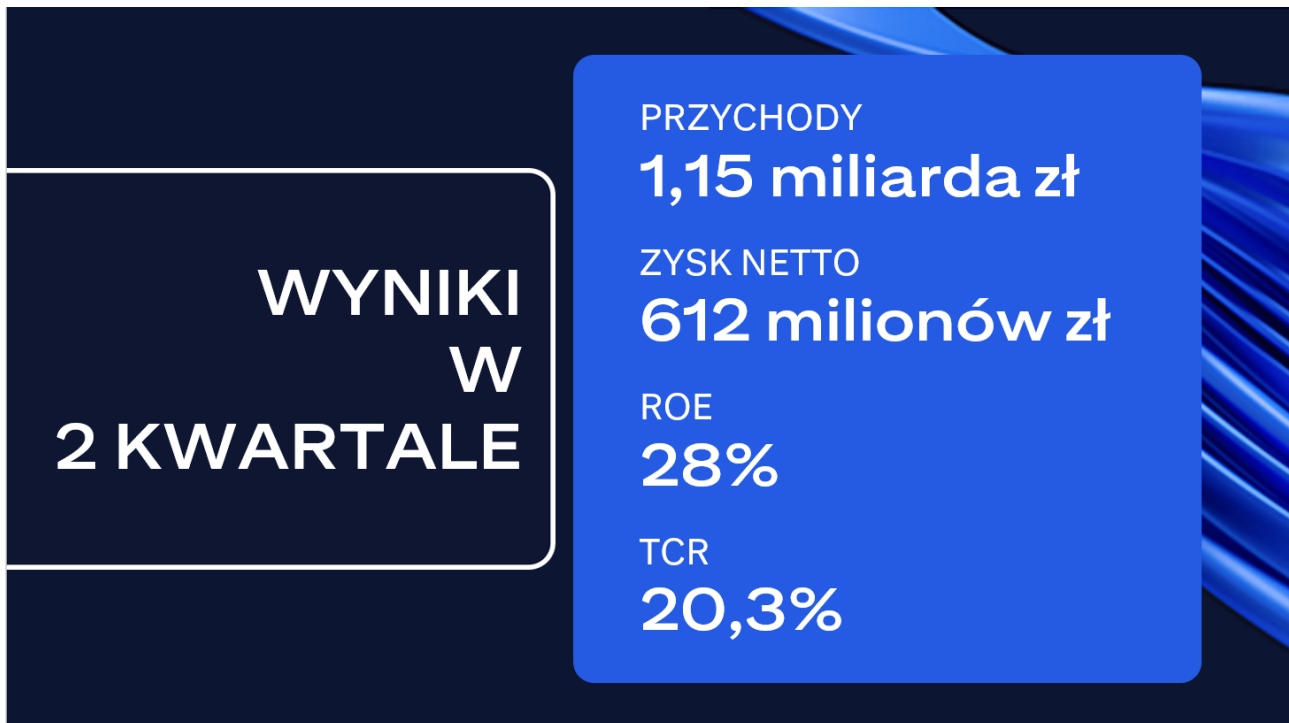 WYNIKI
W
2 KWARTALE
PRZYCHODY
1,15 miliarda zł
ZYSK NETTO
612 milionów zł
ROE
28%
TCR
20,3%